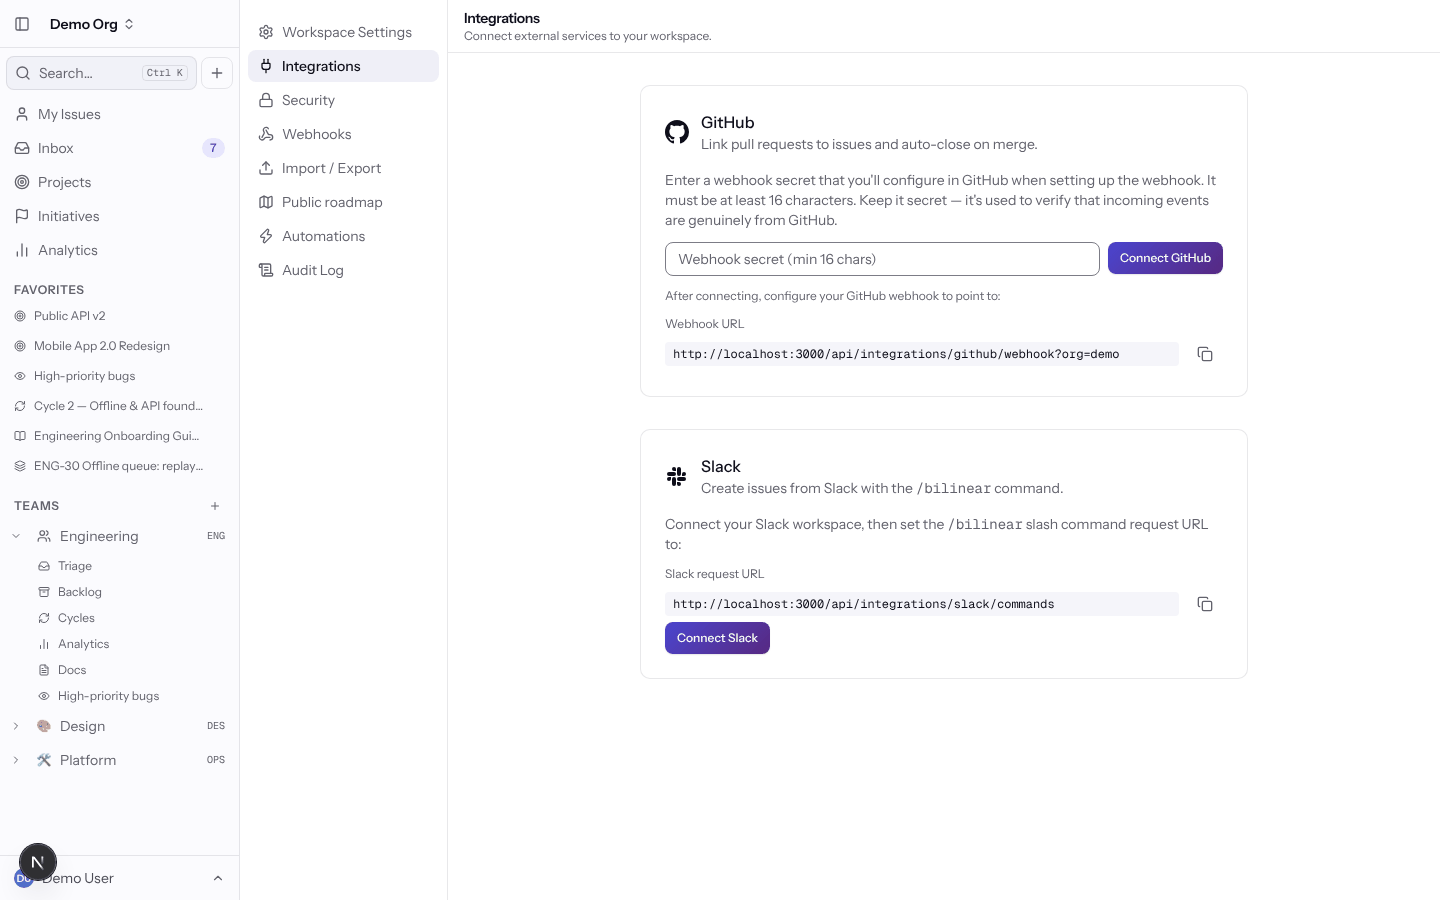 Demo Org
Search...
Ctrl K
My Issues
Inbox
7
Projects
Initiatives
Analytics
FAVORITES
Public API v2
Mobile App 2.0 Redesign
High-priority bugs
Cycle 2 — Offline & API found...
Engineering Onboarding Gui...
ENG-30 Offline queue: replay...
TEAMS
Engineering
ENG
Triage
Backlog
Cycles
Analytics
Docs
High-priority bugs
Design
DES
Platform
OPS
N
Demo User
Workspace Settings
Integrations
Security
Webhooks
Import / Export
Public roadmap
Automations
Audit Log
Integrations
Connect external services to your workspace.
GitHub
Link pull requests to issues and auto-close on merge.
Enter a webhook secret that you'll configure in GitHub when setting up the webhook. It
must be at least 16 characters. Keep it secret — it's used to verify that incoming events
are genuinely from GitHub.
Webhook secret (min 16 chars)
Connect GitHub
After connecting, configure your GitHub webhook to point to:
Webhook URL
http://localhost:3000/api/integrations/github/webhook?org=demo
Slack
Create issues from Slack with the /bilinear command.
Connect your Slack workspace, then set the /bilinear slash command request URL
to:
Slack request URL
http://localhost:3000/api/integrations/slack/commands
Connect Slack